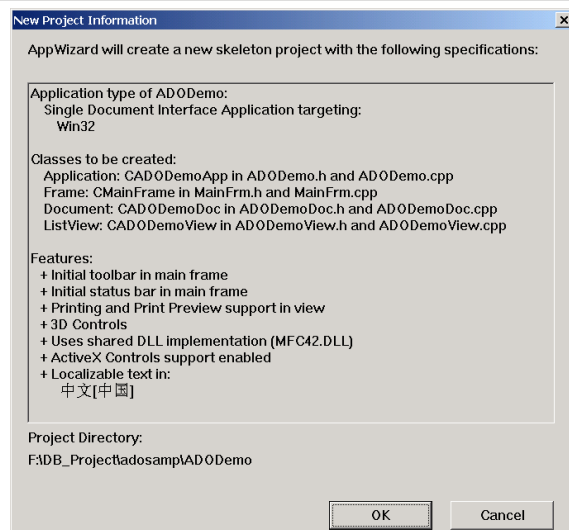 New Project Information
AppWizard will create a new skeleton project with the following specifications:
Application type of ADODemo:
Single Document Interface Application targeting:
Win32
Classes to be created:
Application: CADODemoApp in ADODemo.h and ADODemo.cpp
Frame: CMainFrame in MainFrm.h and MainFrm.cpp
Document: CADODemoDoc in ADODemoDoc.h and ADODemoDoc.cpp
ListView: CADODemoView in ADODemoView.h and ADODemoView.cpp
Features:
+ Initial toolbar in main frame
+ Initial status bar in main frame
+ Printing and Print Preview support in view
+ 3D Controls
+ Uses shared DLL implementation (MFC42.DLL)
+ ActiveX Controls support enabled
+ Localizable text in:
中文[中国]
Project Directory:
F:\DB_Project\adosamp\ADODemo
OK
Cancel